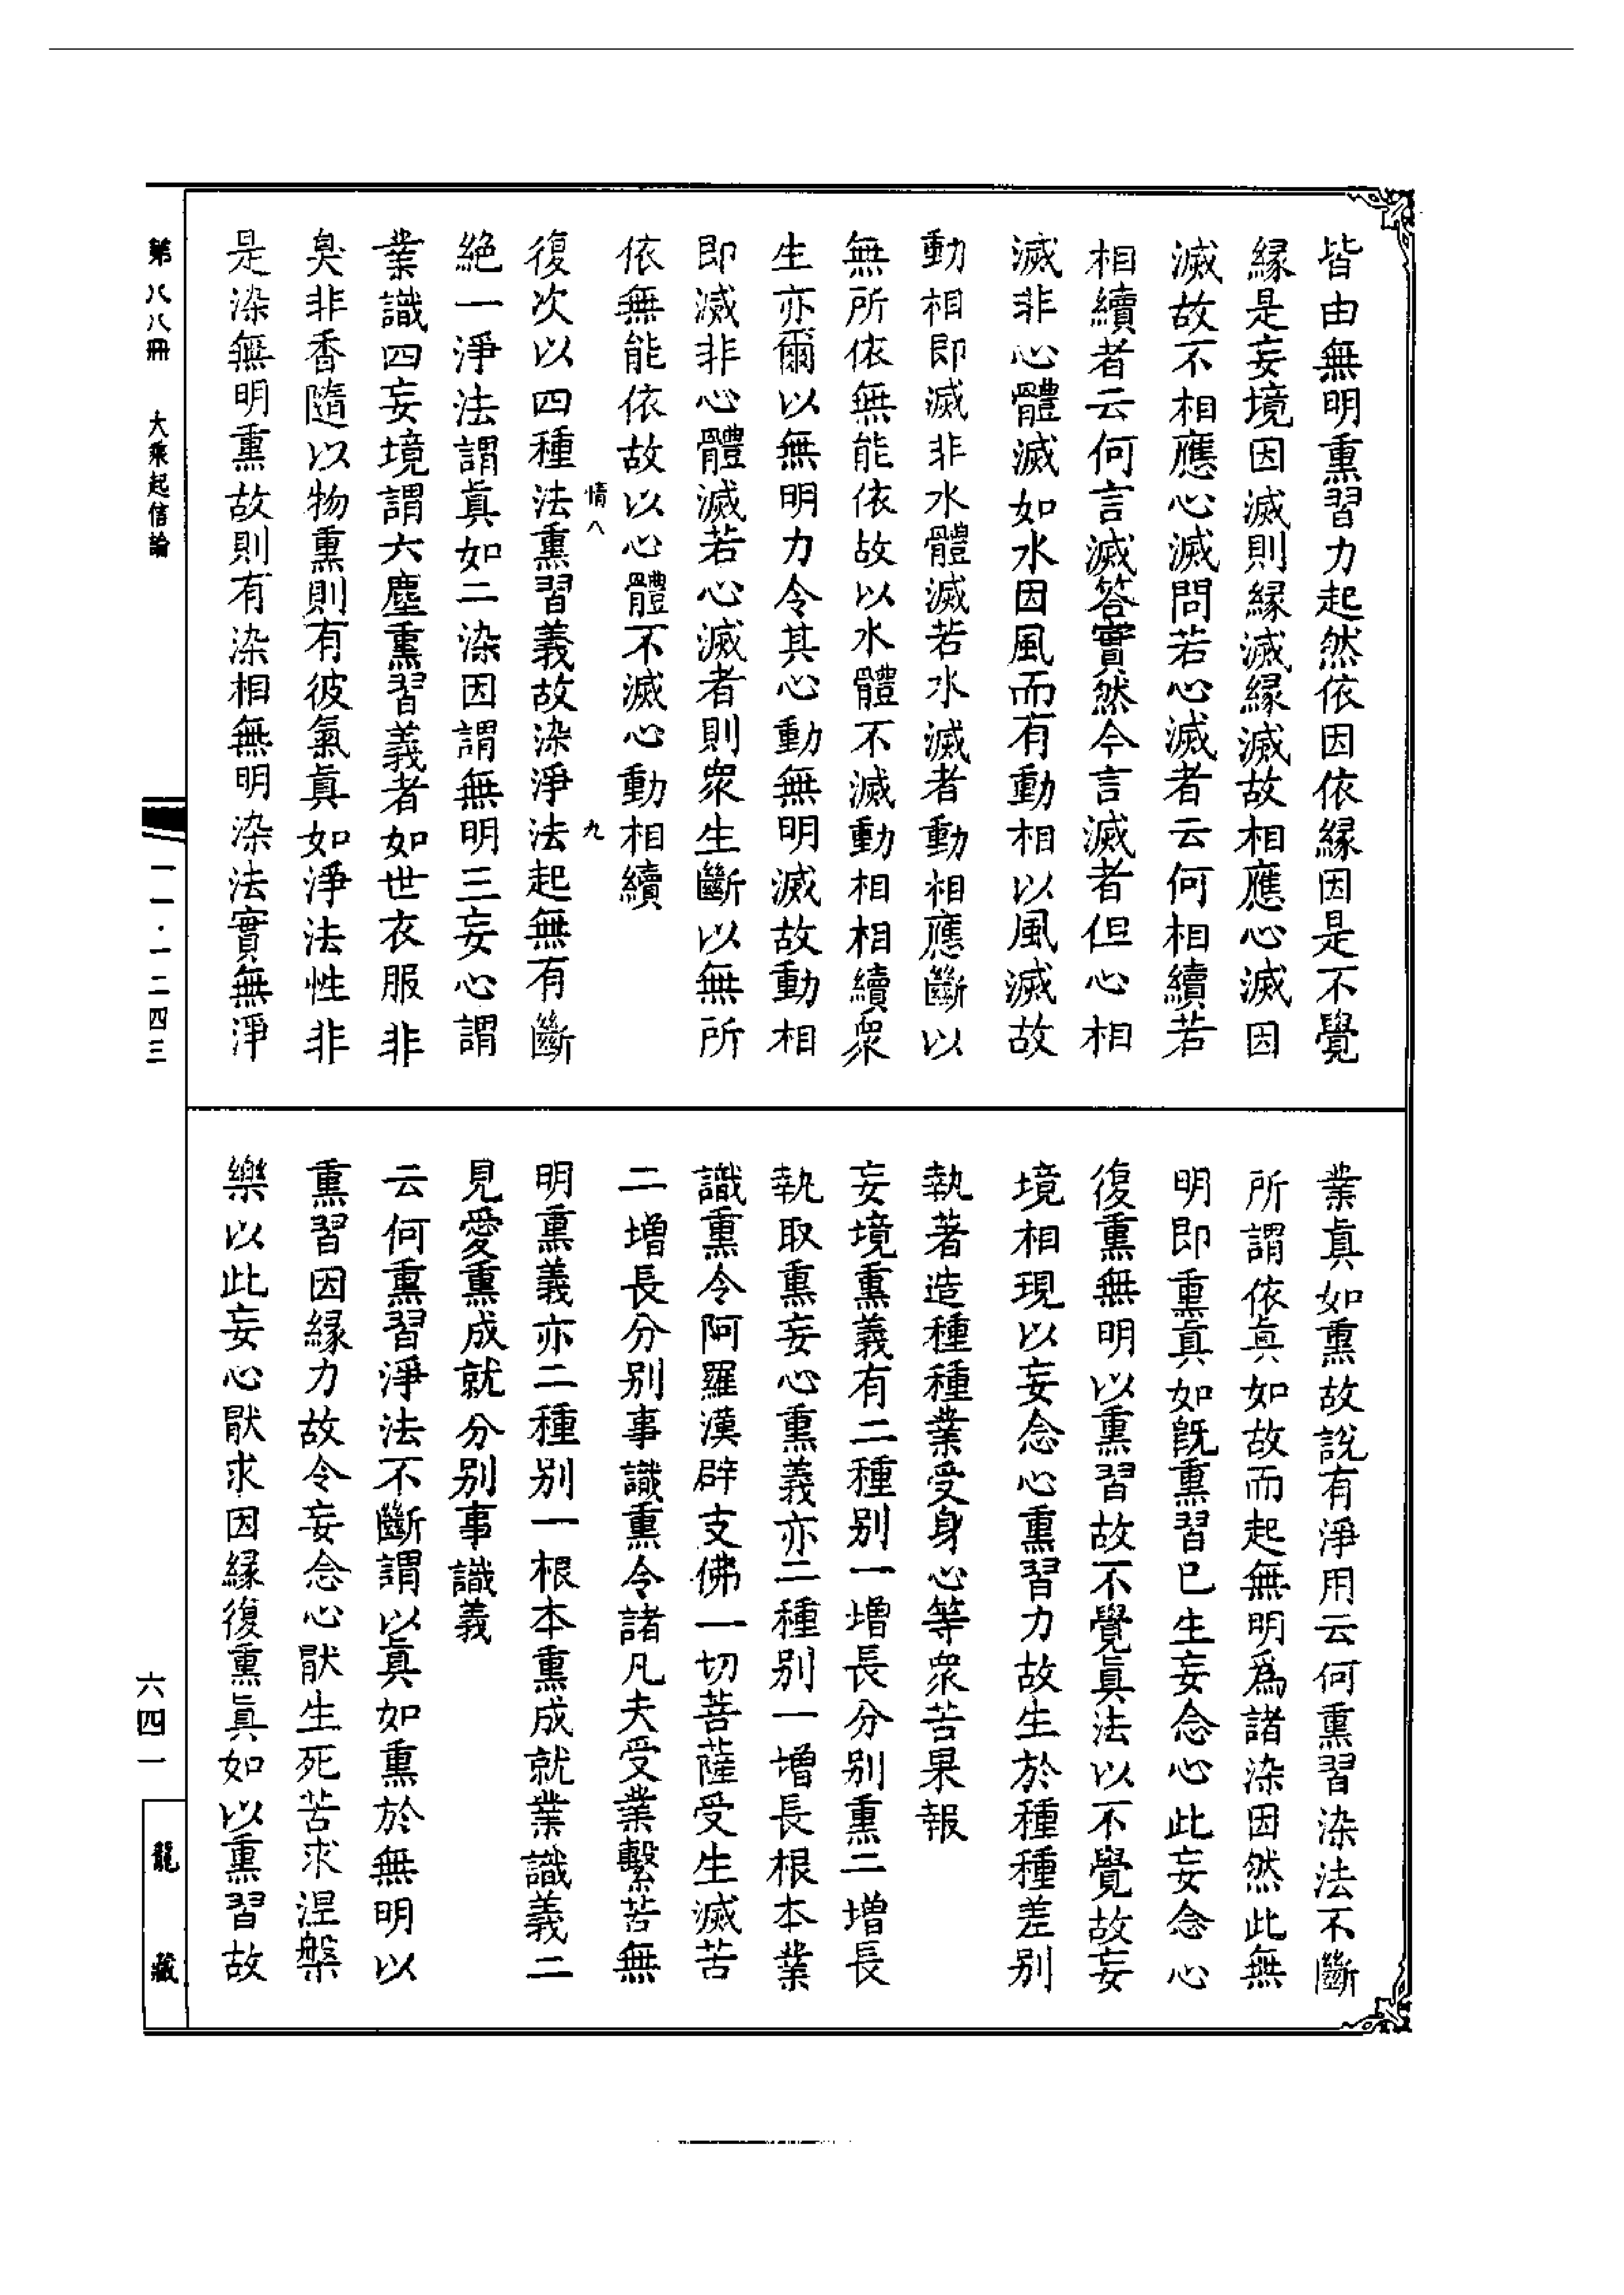 皆由無明熏習力起然依因依緣因是不覺
緣是妄境因滅則緣滅緣滅故相應心滅因
滅故不相應心滅問若心滅者云何相續若
相續者云何言滅答實然今言滅者但心相
滅非心體滅如水因風而有動相以風滅故
動相即滅非水體滅若水滅者動相應斷以
無所依無能依故以水體不滅動相相續眾
生亦爾以無明力令其心動無明滅故動相
即滅非心體滅若心滅者則眾生斷以無所
依無能依故以心體不滅心動相續
情八 九
復次以四種法熏習義故染淨法起無有斷
絕一淨法謂真如二染因謂無明三妄心謂
業識四妄境謂六塵熏習義者如世衣服非
臭非香隨以物熏則有彼氣真如淨法性非
是染無明熏故則有染相無明染法實無淨
業真如熏故說有淨用云何熏習染法不斷
所謂依真如故而起無明為諸染因然此無
明即熏真如既熏習已生妄念心此妄念心
復熏無明以熏習故不覺真法以不覺故妄
境相現以妄念心熏習力故生於種種差別
執著造種種業受身心等眾苦果報
妄境熏義有二種別一增長分別熏二增長
執取熏妄心熏義亦二種別一增長根本業
識熏令阿羅漢辟支佛一切菩薩受生滅苦
二增長分別事識熏令諸凡夫受業繫苦無
明熏義亦二種別一根本熏成就業識義二
見愛熏成就分別事識義
云何熏習淨法不斷謂以真如熏於無明以
熏習因緣力故令妄念心猒生死苦求涅槃
樂以此妄心猒求因緣復熏真如以熏習故
第八八冊 大乘起信論
一一·一二四三
六四一
龍藏